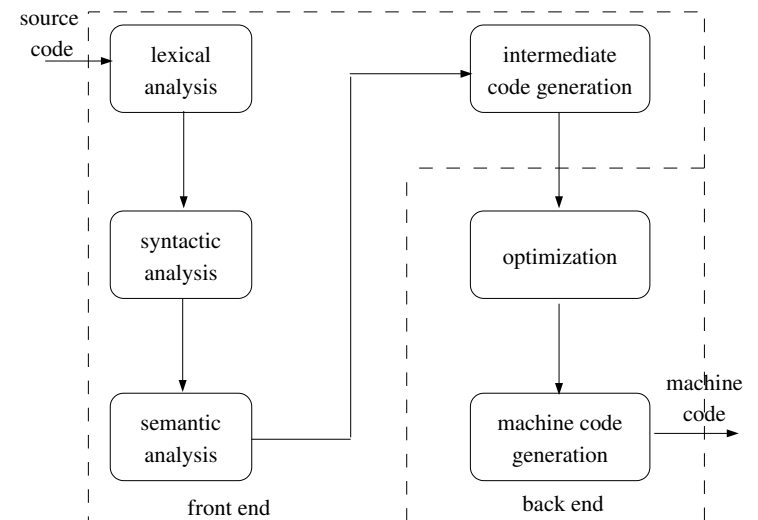 source
code
lexical
analysis
syntactic
analysis
semantic
analysis
front end
intermediate
code generation
optimization
machine code
generation
machine
code
back end